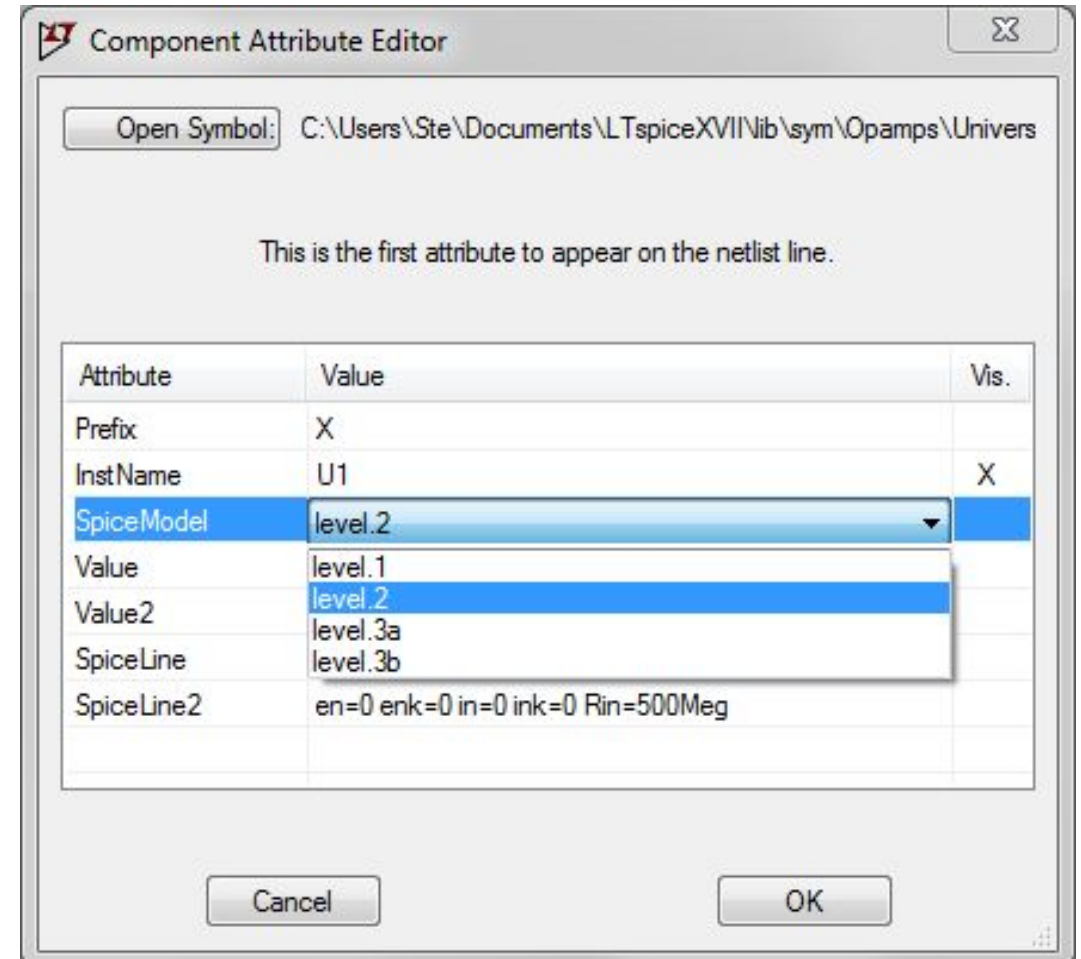 Component Attribute Editor
Open Symbol: C:\Users\Ste\Documents\LTspiceXVII\lib\sym\Opamps\Univers
This is the first attribute to appear on the netlist line.
Attribute Value Vis.
Prefix X
InstName U1 X
SpiceModel level.2
Value level.1
level.2
Value2
level.3a
SpiceLine level.3b
SpiceLine2 en=0 enk=0 in=0 ink=0 Rin=500Meg
Cancel OK